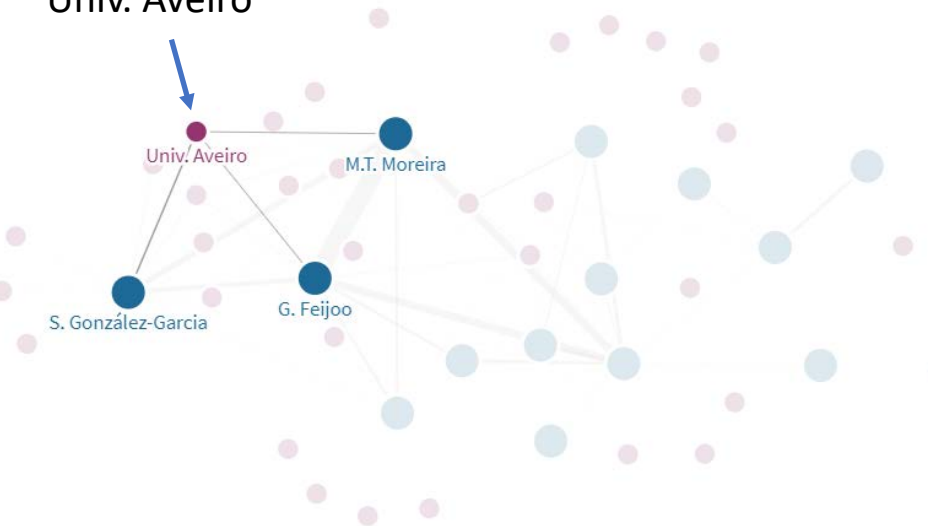 Univ. Aveiro
Univ. Aveiro
M.T. Moreira
G. Feijoo
S. González-Garcia